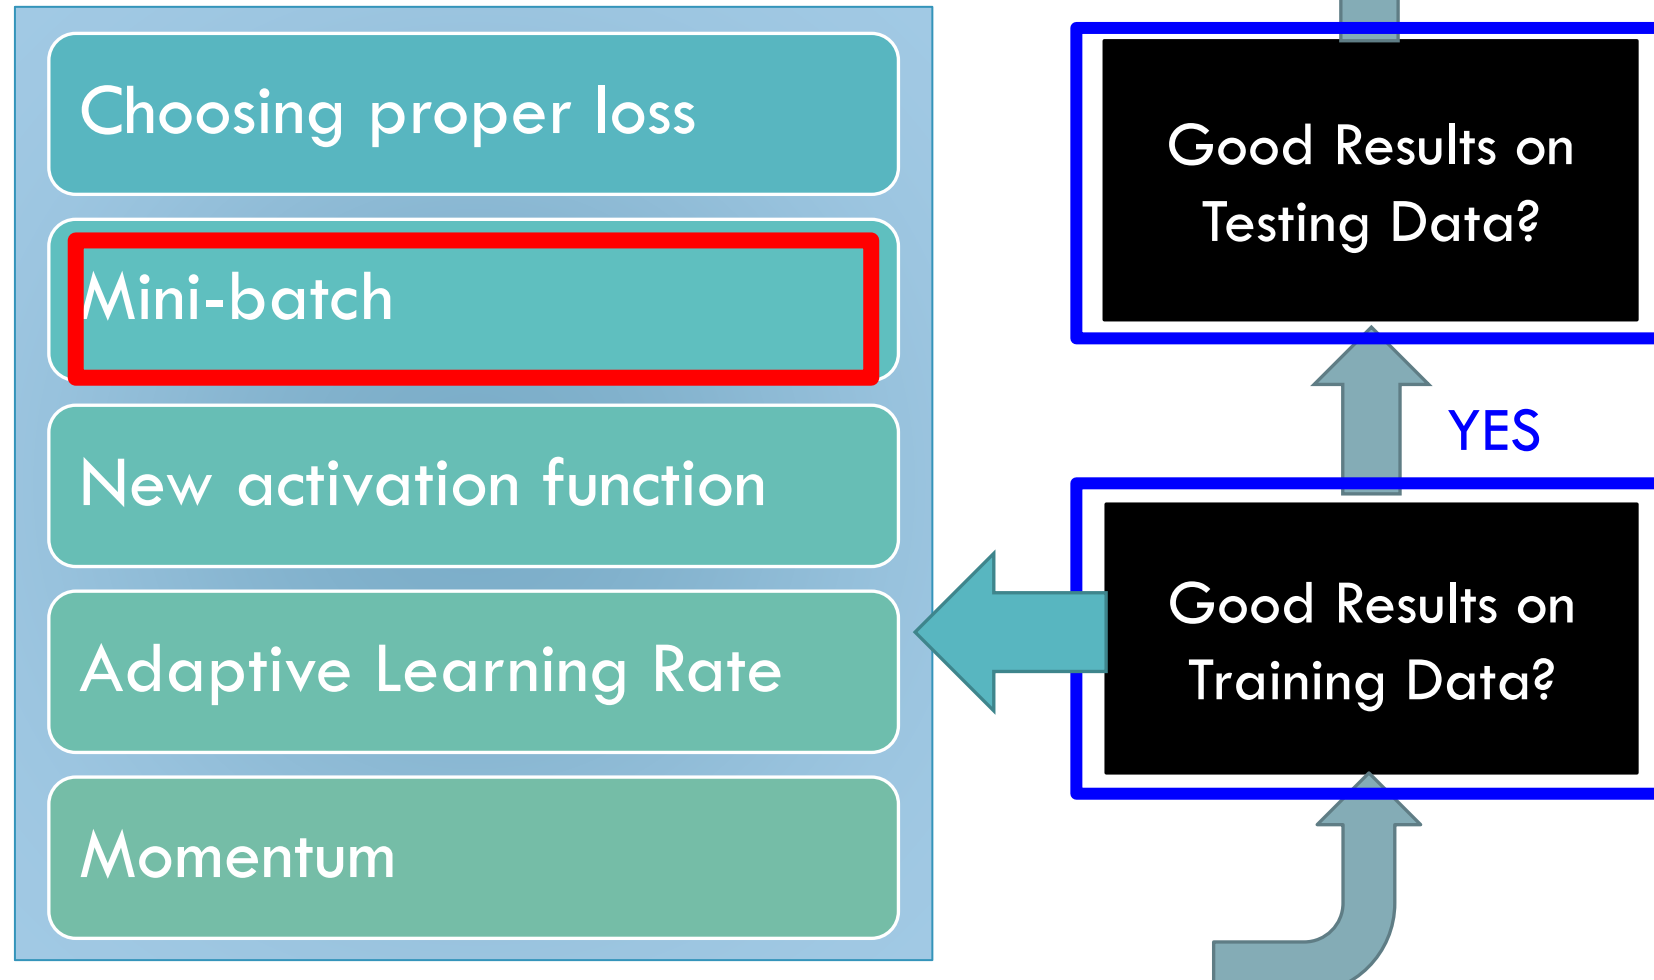 Choosing proper loss
Mini-batch
New activation function
Adaptive Learning Rate
Momentum
Good Results on
Testing Data?
YES
Good Results on
Training Data?